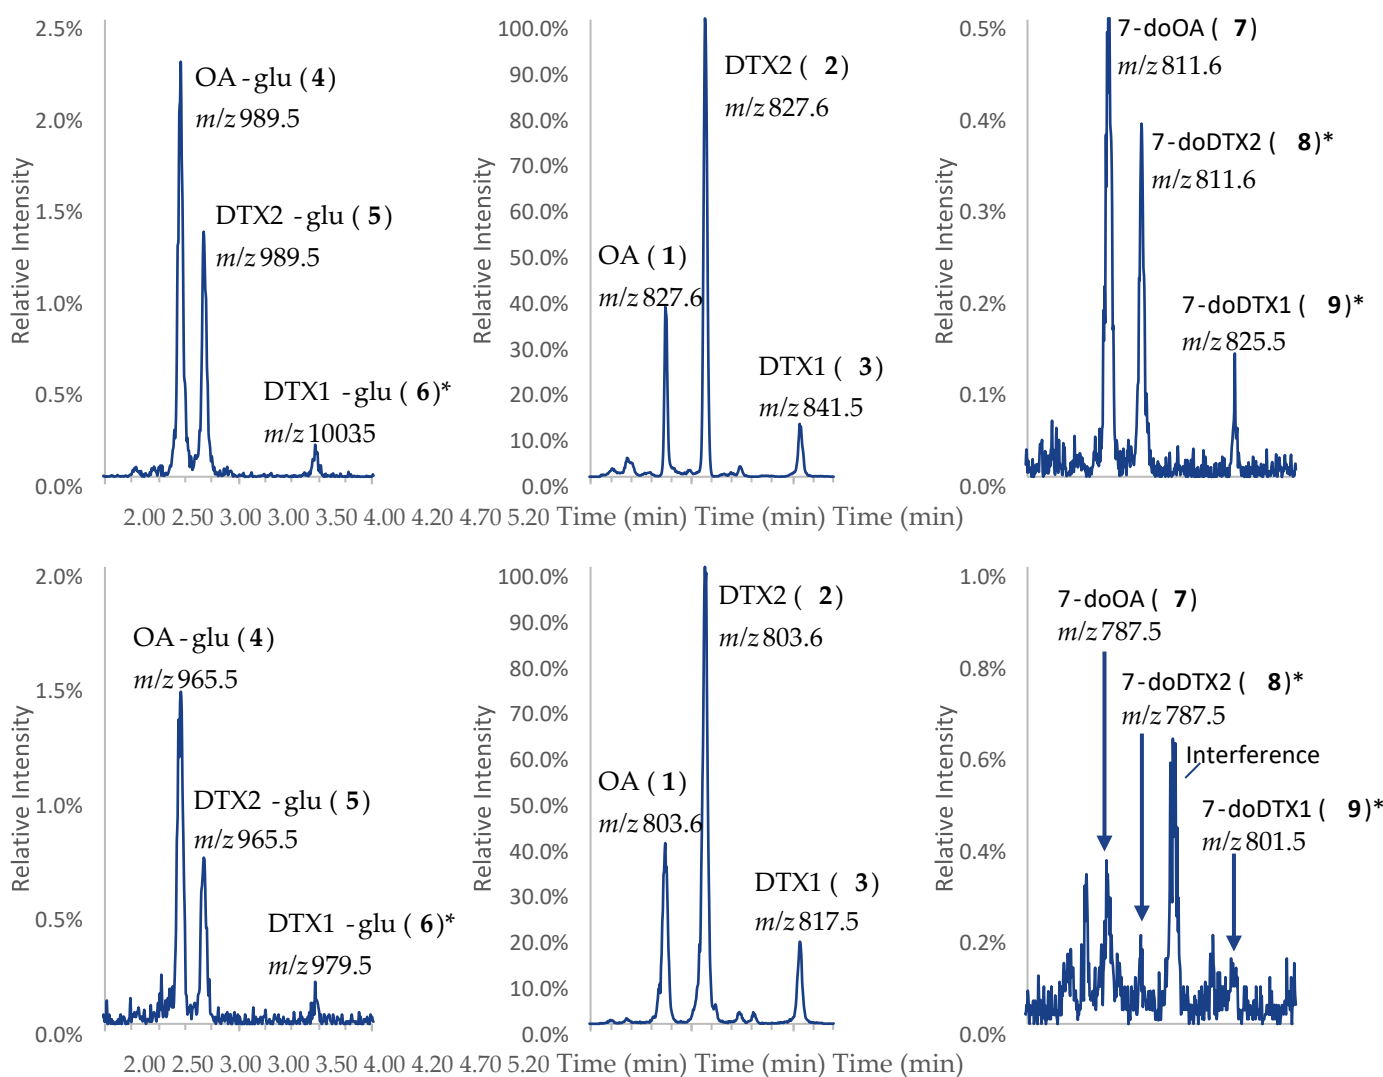 2.5%
2.0%
1.5%
1.0%
0.5%
0.0%
Relative Intensity
OA -glu (4)
m/z 989.5
DTX2 -glu ( 5)
m/z 989.5
DTX1 -glu ( 6)*
m/z 10035
100.0%
90.0%
80.0%
70.0%
60.0%
50.0%
40.0%
30.0%
20.0%
10.0%
0.0%
Relative Intensity
DTX2 ( 2)
m/z 827.6
OA ( 1)
m/z 827.6
DTX1 ( 3)
m/z 841.5
0.5%
0.4%
0.3%
0.2%
0.1%
0.0%
Relative Intensity
7-doOA ( 7)
m/z 811.6
7-doDTX2 ( 8)*
m/z 811.6
7-doDTX1 ( 9)*
m/z 825.5
2.00 2.50 3.00 3.00 3.50 4.00 4.20 4.70 5.20 Time (min) Time (min) Time (min)
2.0%
1.5%
1.0%
0.5%
0.0%
Relative Intensity
OA -glu (4)
m/z 965.5
DTX2 -glu ( 5)
m/z 965.5
DTX1 -glu ( 6)*
m/z 979.5
100.0%
90.0%
80.0%
70.0%
60.0%
50.0%
40.0%
30.0%
20.0%
10.0%
0.0%
Relative Intensity
DTX2 ( 2)
m/z 803.6
OA ( 1)
m/z 803.6
DTX1 ( 3)
m/z 817.5
1.0%
0.8%
0.6%
0.4%
0.2%
0.0%
Relative Intensity
7-doOA ( 7)
m/z 787.5
7-doDTX2 ( 8)*
m/z 787.5
Interference
7-doDTX1 ( 9)*
m/z 801.5
2.00 2.50 3.00 3.00 3.50 4.00 4.20 4.70 5.20 Time (min) Time (min) Time (min)